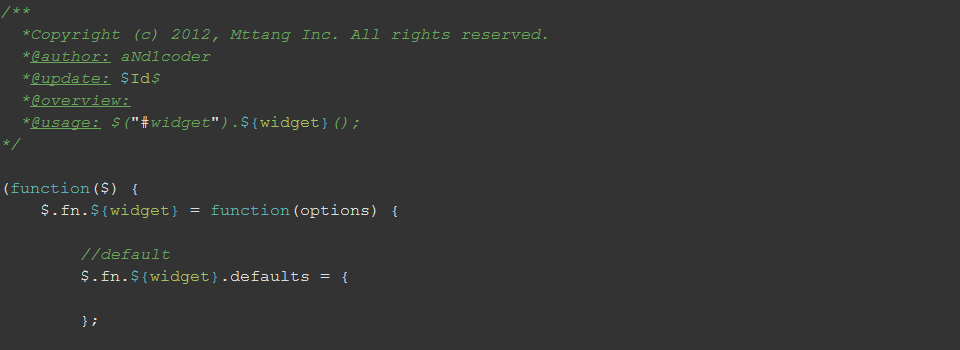 /**
*Copyright (c) 2012, Mttang Inc. All rights reserved.
*@author: aNd1coder
*@update: $Id$
*@overview:
*@usage: $("#widget").${widget}();
*/
(function($) {
$.fn.${widget} = function(options) {
//default
$.fn.${widget}.defaults = {
};